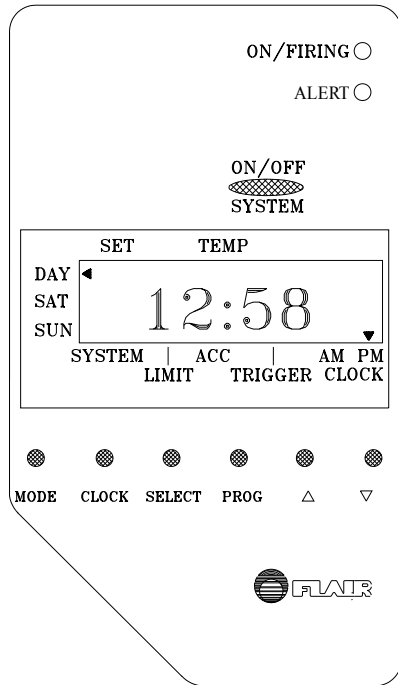 ON/FIRING
ALERT
ON/OFF
SYSTEM
SET TEMP
DAY
SAT
SUN
12:58
SYSTEM ACC AM PM
LIMIT TRIGGER CLOCK
MODE CLOCK SELECT PROG △ ▽
FLAIR